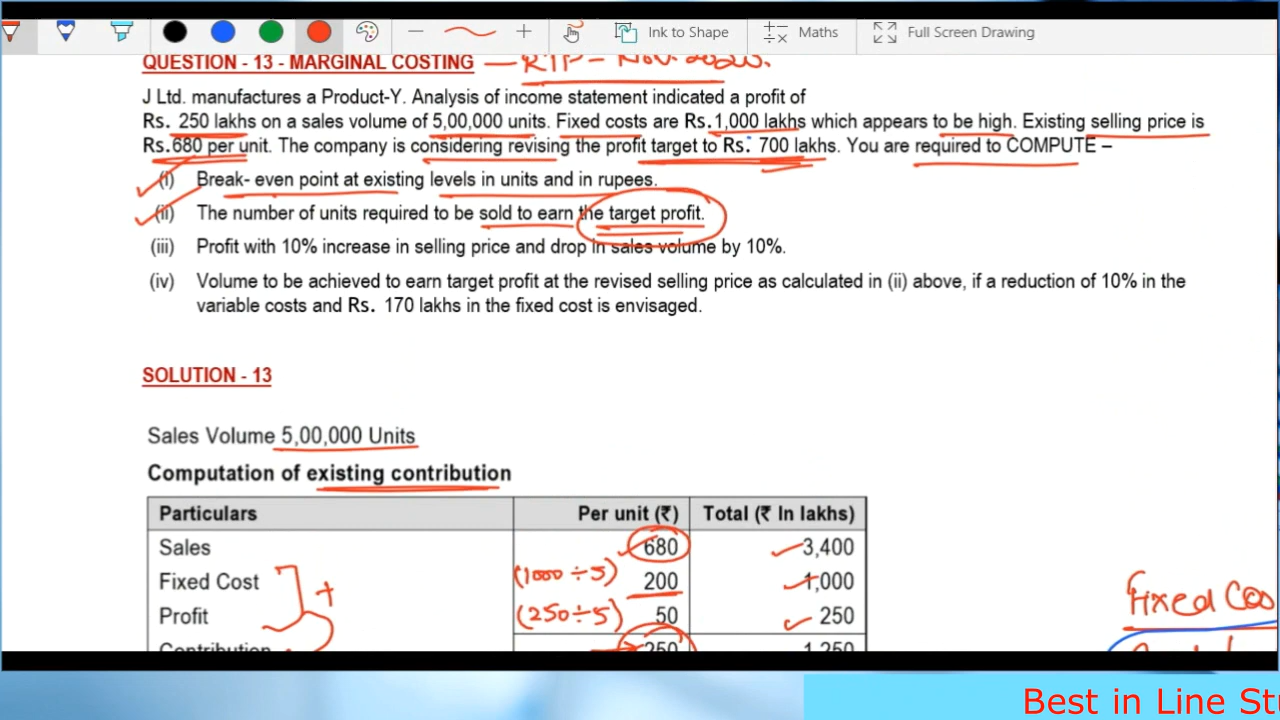 Ink to Shape
Maths
Full Screen Drawing
QUESTION - 13 - MARGINAL COSTING — RTP - Nov. 2020.
J Ltd. manufactures a Product-Y. Analysis of income statement indicated a profit of
Rs. 250 lakhs on a sales volume of 5,00,000 units. Fixed costs are Rs.1,000 lakhs which appears to be high. Existing selling price is
Rs.680 per unit. The company is considering revising the profit target to Rs. 700 lakhs. You are required to COMPUTE –
(i) Break- even point at existing levels in units and in rupees.
(ii) The number of units required to be sold to earn the target profit.
(iii) Profit with 10% increase in selling price and drop in sales volume by 10%.
(iv) Volume to be achieved to earn target profit at the revised selling price as calculated in (ii) above, if a reduction of 10% in the
variable costs and Rs. 170 lakhs in the fixed cost is envisaged.
SOLUTION - 13
Sales Volume 5,00,000 Units
Computation of existing contribution
Particulars Per unit (₹) Total (₹ In lakhs)
Sales 680 3,400
Fixed Cost (1000 ÷ 5) 200 1,000
Profit + (250 ÷ 5) 50 250
Contribution 250 1,250
Fixed Cos
Best in Line St